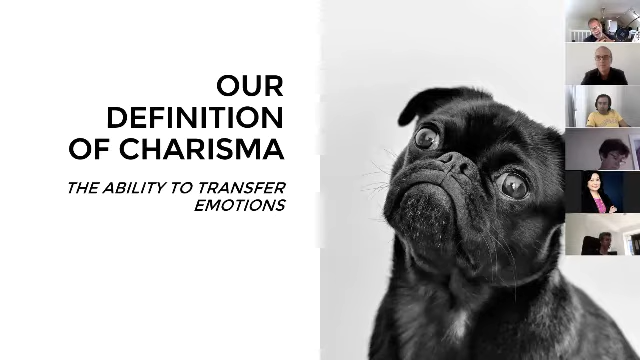 OUR
DEFINITION
OF CHARISMA
THE ABILITY TO TRANSFER
EMOTIONS